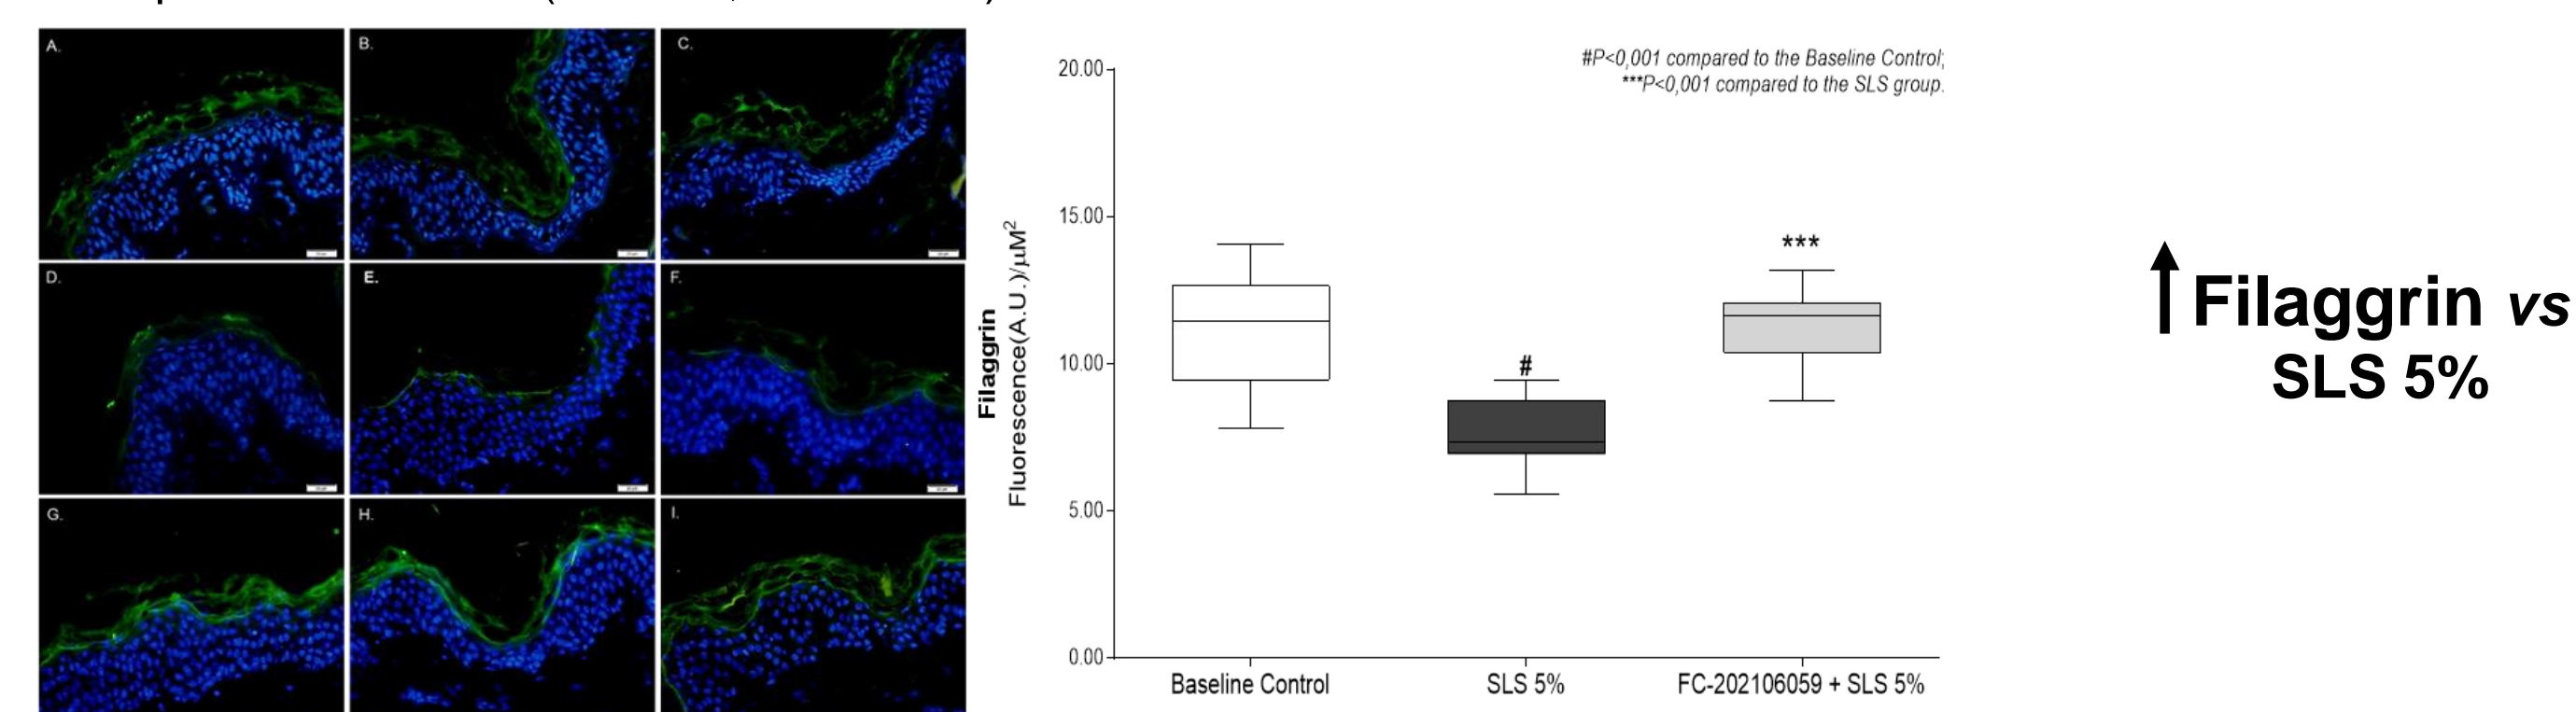 A.
B.
C.
D.
E.
F.
G.
H.
I.
Filaggrin
Fluorescence(A.U.)/µM²
20.00
15.00
10.00
5.00
0.00
#P<0,001 compared to the Baseline Control;
***P<0,001 compared to the SLS group.
#
***
Baseline Control
SLS 5%
FC-202106059 + SLS 5%
↑ Filaggrin vs
SLS 5%